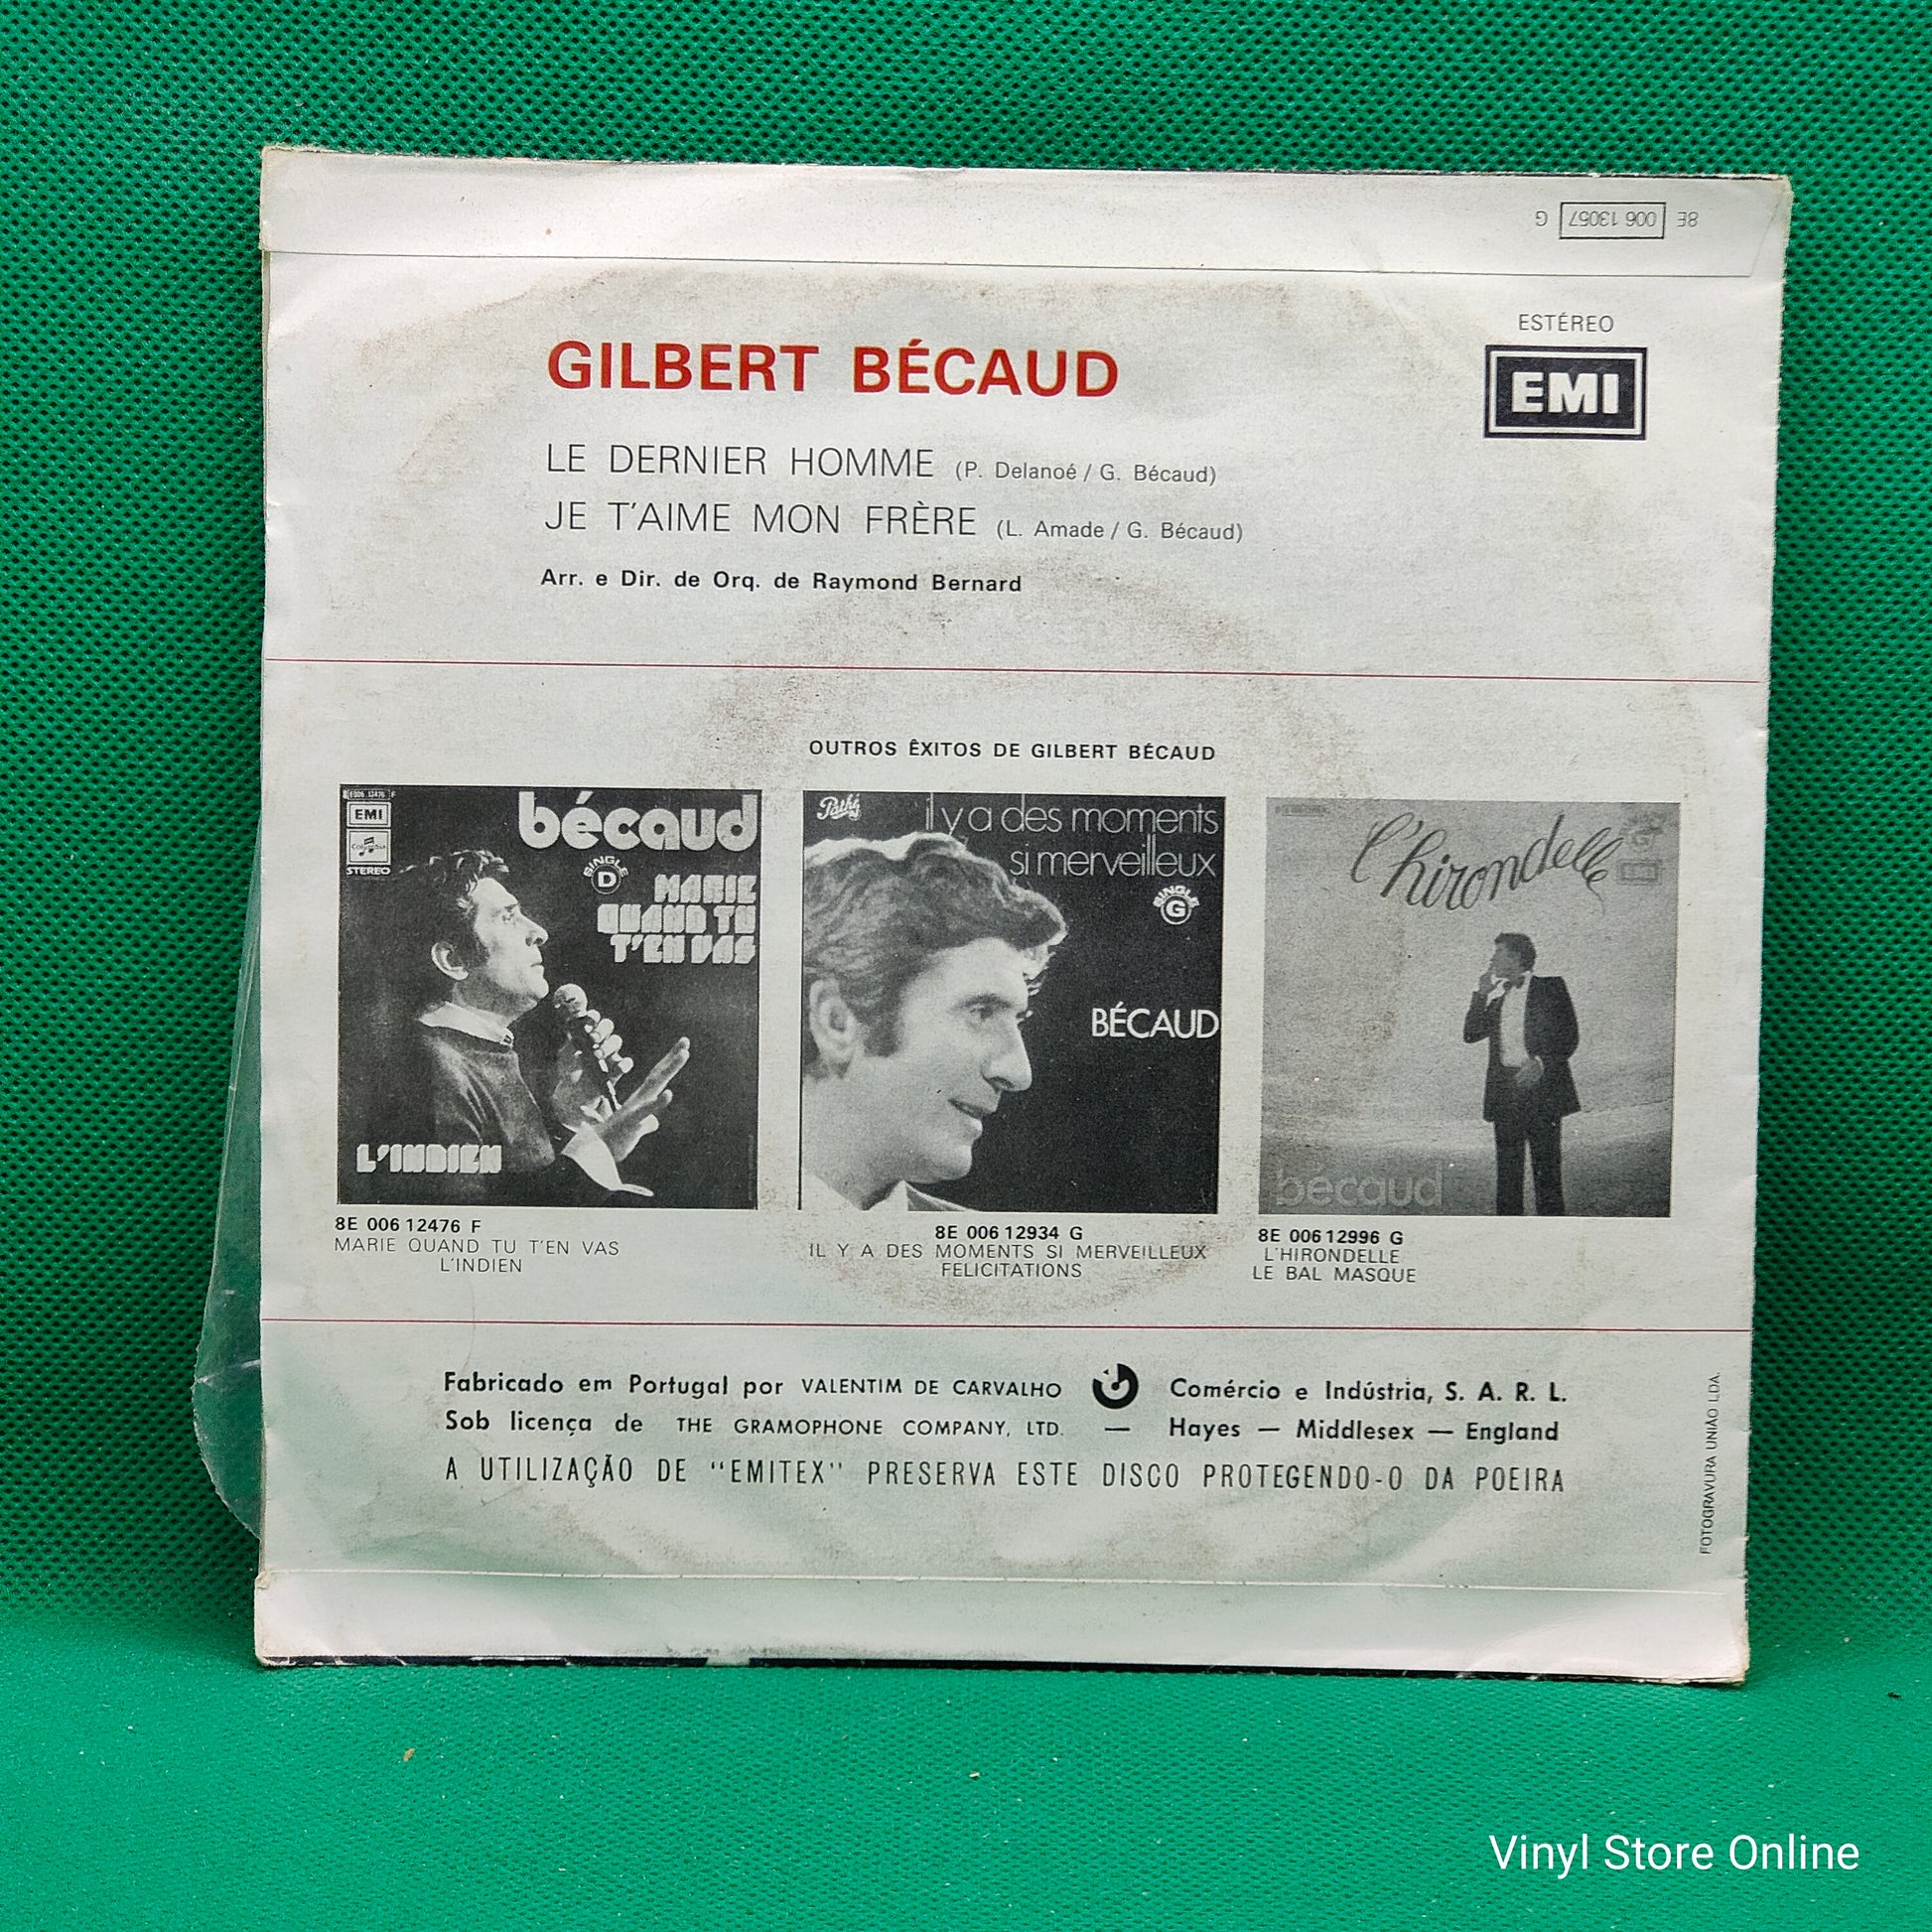 8E 006 13057 G
ESTÉREO
EMI
GILBERT BÉCAUD
LE DERNIER HOMME (P. Delanoé / G. Bécaud)
JE T'AIME MON FRÈRE (L. Amade / G. Bécaud)
Arr. e Dir. de Orq. de Raymond Bernard
OUTROS ÊXITOS DE GILBERT BÉCAUD
EMI
Columbia
STEREO
bécaud
SINGLE
D
MARIE
QUAND TU
T'EN VAS
L'INDIEN
8E 006 12476 F
MARIE QUAND TU T'EN VAS
L'INDIEN
Pathé
il y a des moments
si merveilleux
SINGLE
G
BÉCAUD
8E 006 12934 G
IL Y A DES MOMENTS SI MERVEILLEUX
FELICITATIONS
l'hirondelle
bécaud
8E 006 12996 G
L'HIRONDELLE
LE BAL MASQUE
Fabricado em Portugal por VALENTIM DE CARVALHO Comércio e Indústria, S. A. R. L.
Sob licença de THE GRAMOPHONE COMPANY, LTD. — Hayes — Middlesex — England
A UTILIZAÇÃO DE "EMITEX" PRESERVA ESTE DISCO PROTEGENDO-O DA POEIRA
FOTOGRAVURA UNIÃO LDA.
Vinyl Store Online